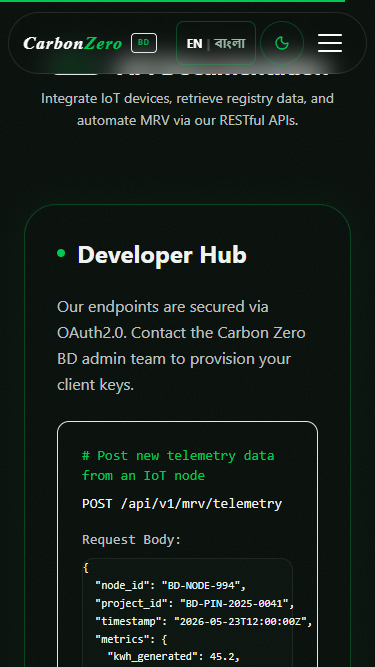 CarbonZero BD EN | বাংলা
Integrate IoT devices, retrieve registry data, and
automate MRV via our RESTful APIs.
Developer Hub
Our endpoints are secured via
OAuth2.0. Contact the Carbon Zero
BD admin team to provision your
client keys.
# Post new telemetry data
from an IoT node
POST /api/v1/mrv/telemetry
Request Body:
{
"node_id": "BD-NODE-994",
"project_id": "BD-PIN-2025-0041",
"timestamp": "2026-05-23T12:00:00Z",
"metrics": {
"kwh_generated": 45.2,